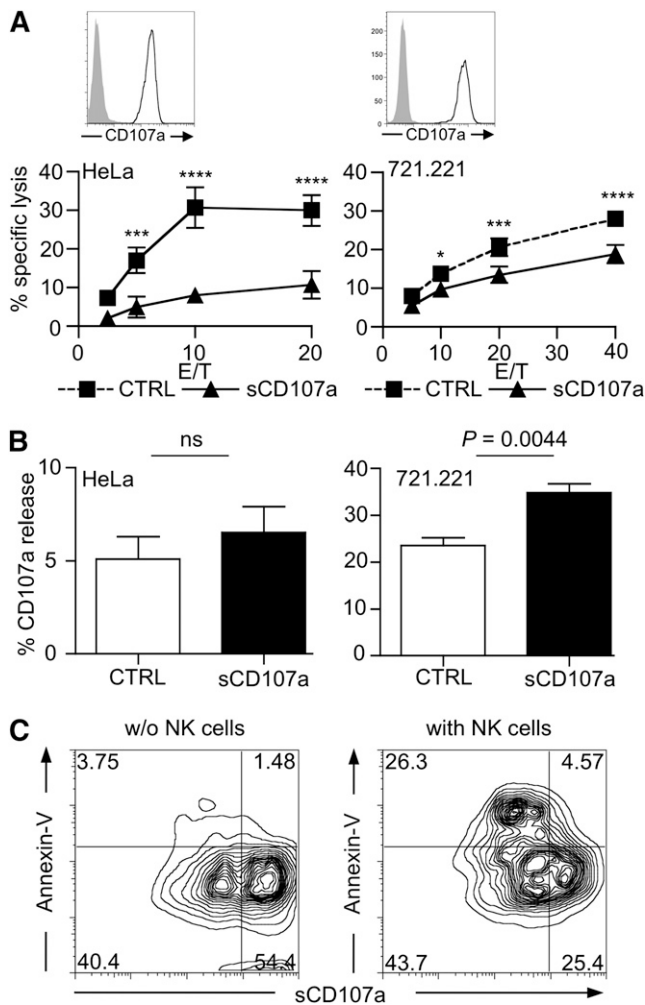 A
200
150
100
50
0
CD107a
CD107a
HeLa
721.221
% specific lysis
40
30
20
10
0
0
10
20
E/T
*** **** ****
40
30
20
10
0
0
10
20
30
40
E/T
* *** ****
CTRL sCD107a
CTRL sCD107a
B
ns
P = 0.0044
HeLa
721.221
% CD107a release
10
5
0
CTRL
sCD107a
40
30
20
10
0
CTRL
sCD107a
C
w/o NK cells
with NK cells
3.75
1.48
26.3
4.57
Annexin-V
Annexin-V
40.4
54.4
43.7
25.4
sCD107a